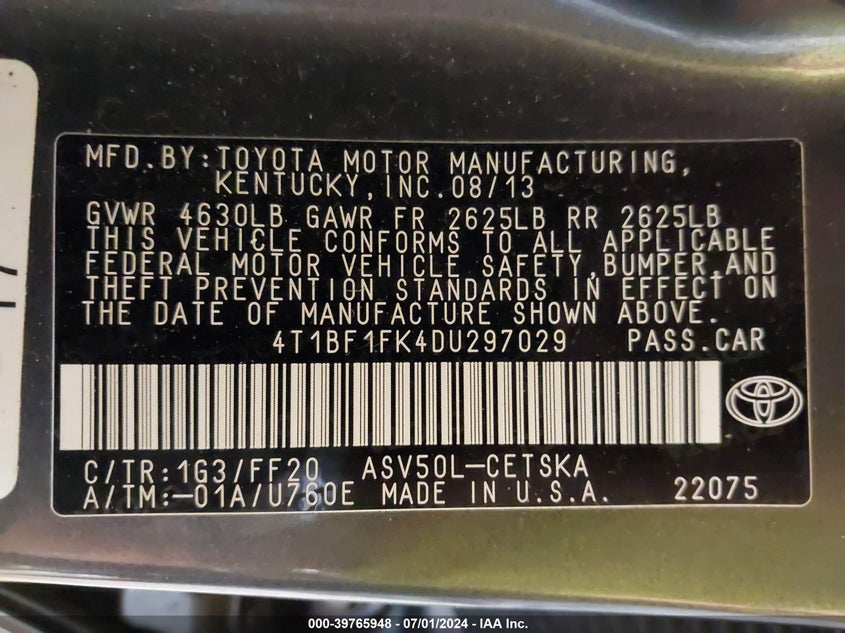 MFD.BY:TOYOTA MOTOR MANUFACTURING,
KENTUCKY,INC.08/13
GVWR 4630LB GAWR FR 2625LB RR 2625LB
THIS VEHICLE CONFORMS TO ALL APPLICABLE
FEDERAL MOTOR VEHICLE SAFETY,BUMPER,AND
THEFT PREVENTION STANDARDS IN EFFECT ON
THE DATE OF MANUFACTURE SHOWN ABOVE.
4T1BF1FK4DU297029 PASS.CAR
C/TR:1G3/FF20 ASV50L-CETSKA
A/TM:-01A/U760E MADE IN U.S.A. 22075
000-39765948 - 07/01/2024 - IAA Inc.